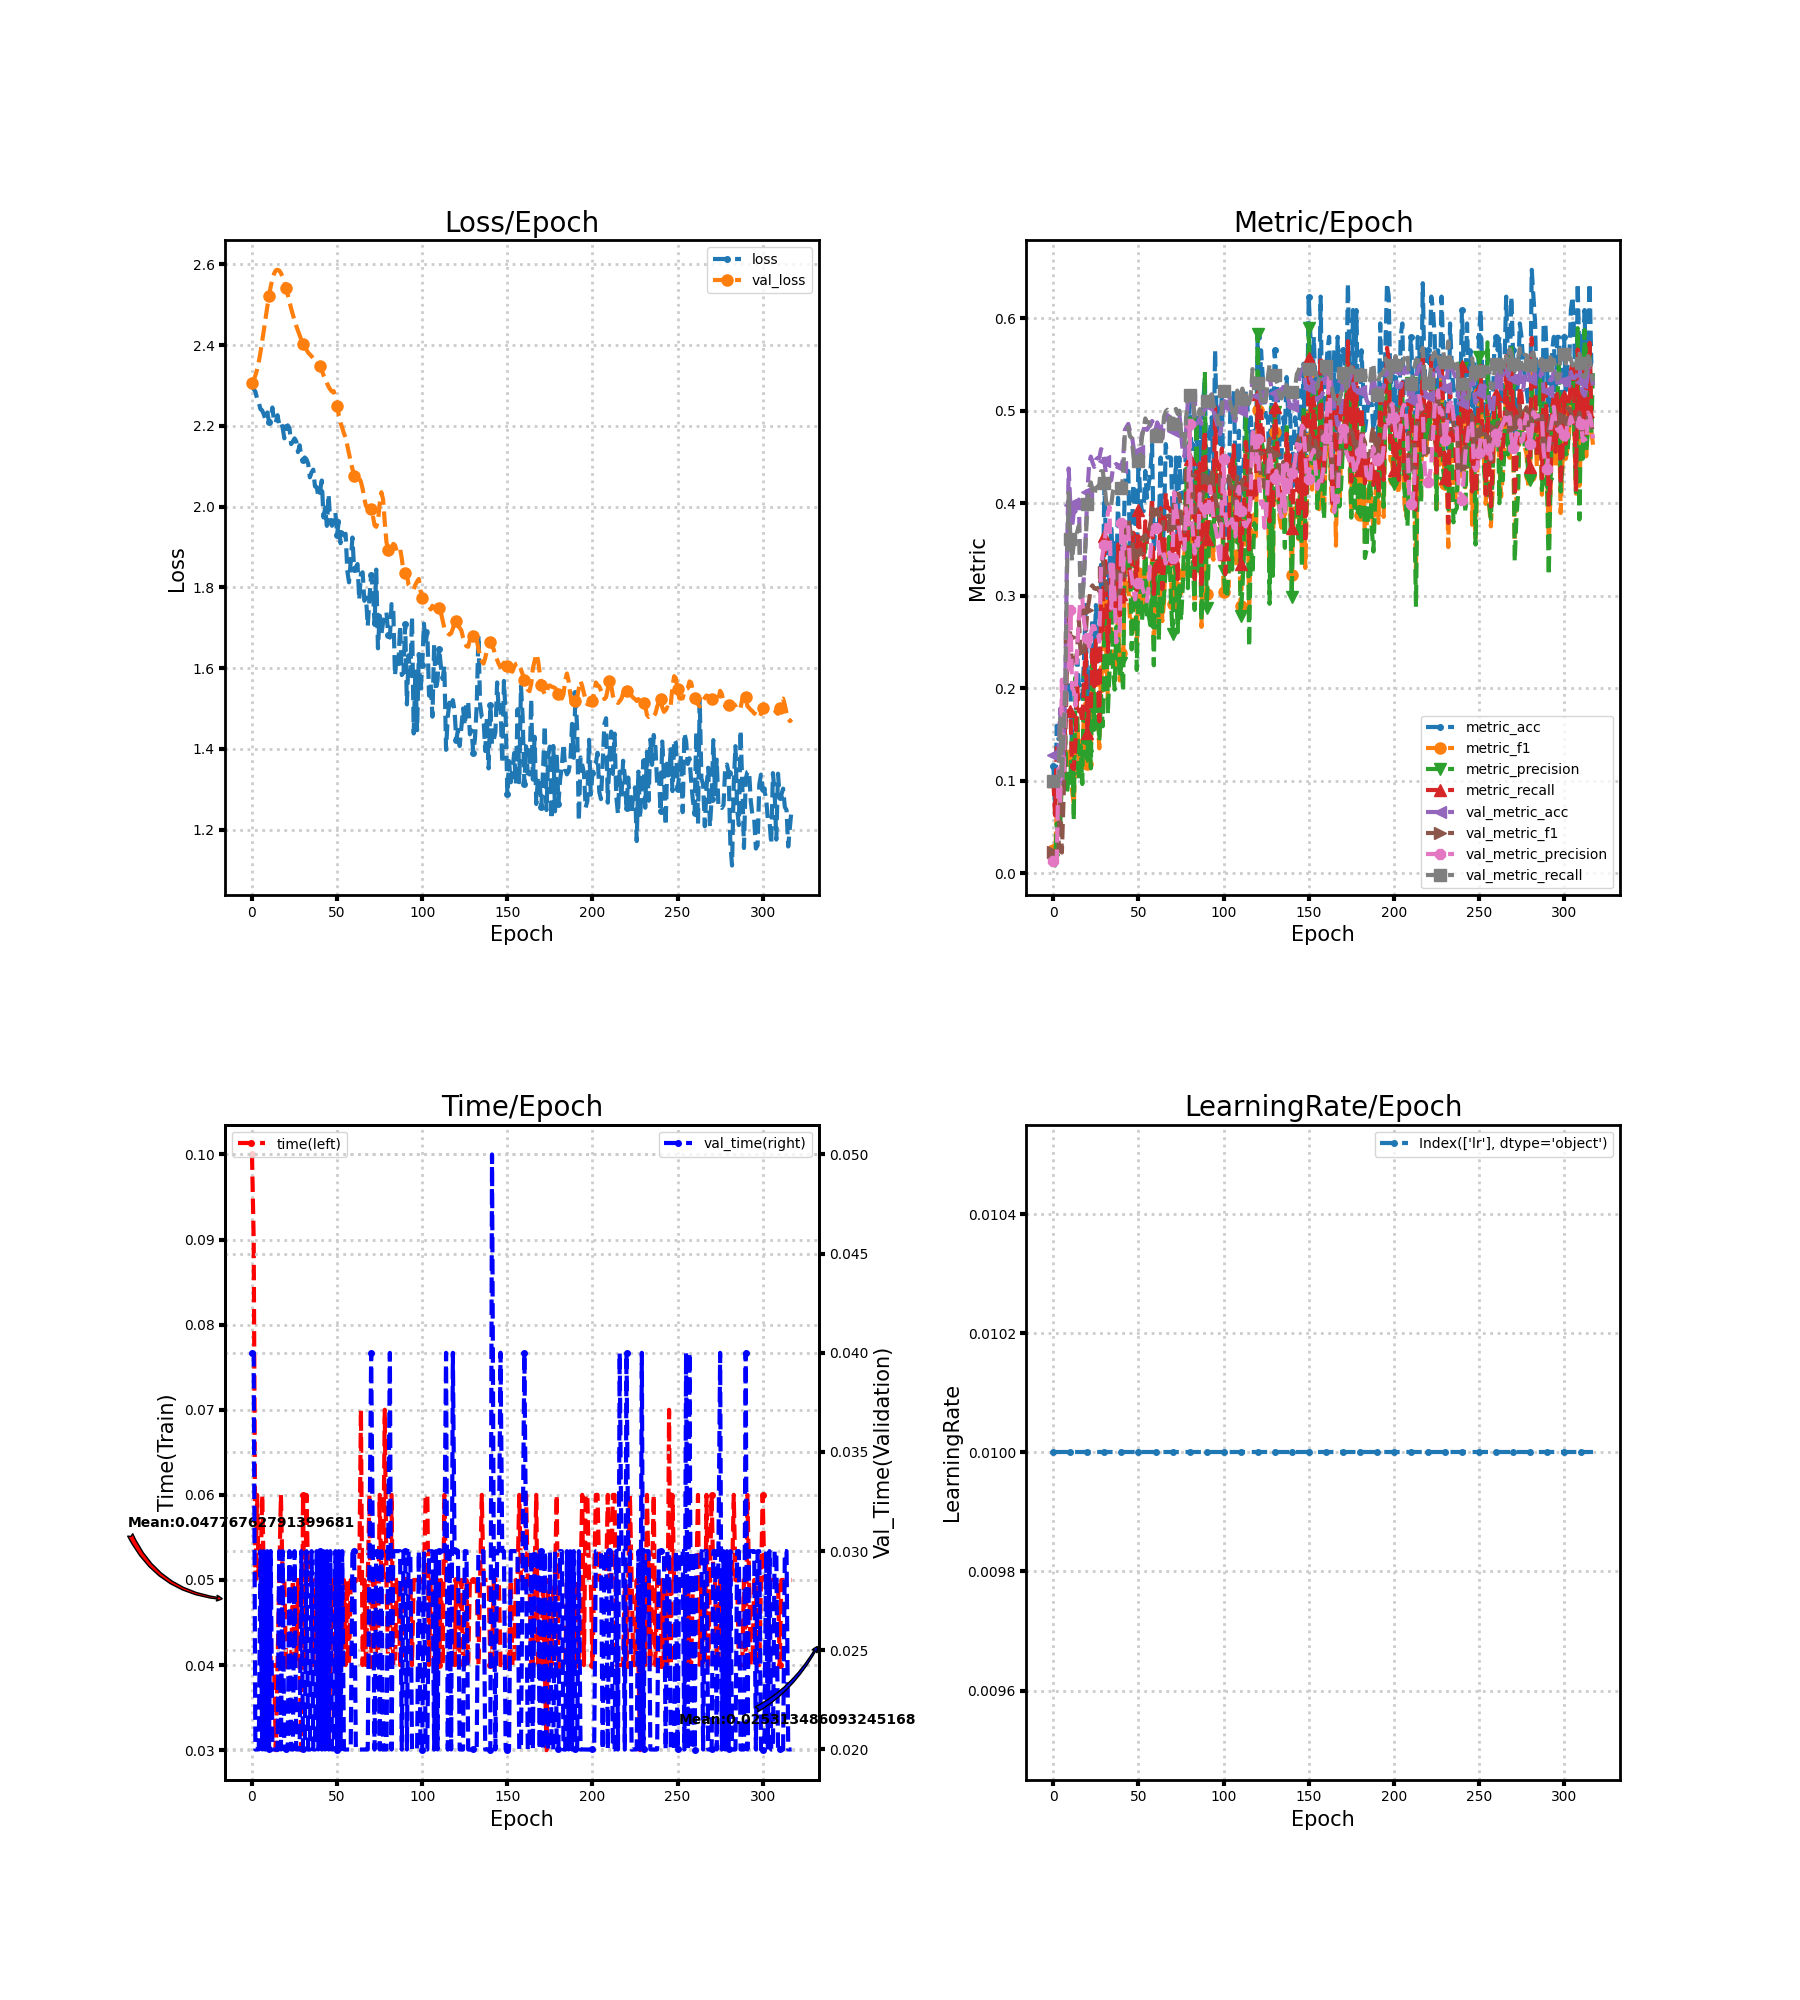 Loss/Epoch
2.6
2.4
2.2
2.0
1.8
1.6
1.4
1.2
Loss
loss
val_loss
0 50 100 150 200 250 300
Epoch
Metric/Epoch
0.6
0.5
0.4
0.3
0.2
0.1
0.0
Metric
metric_acc
metric_f1
metric_precision
metric_recall
val_metric_acc
val_metric_f1
val_metric_precision
val_metric_recall
0 50 100 150 200 250 300
Epoch
Time/Epoch
time(left)
val_time(right)
0.10
0.09
0.08
0.07
0.06
0.05
0.04
0.03
Time(Train)
Mean:0.04776762791399681
0.050
0.045
0.040
0.035
0.030
0.025
0.020
Val_Time(Validation)
Mean:0.025313486093245168
0 50 100 150 200 250 300
Epoch
LearningRate/Epoch
Index(['lr'], dtype='object')
0.0104
0.0102
0.0100
0.0098
0.0096
LearningRate
0 50 100 150 200 250 300
Epoch